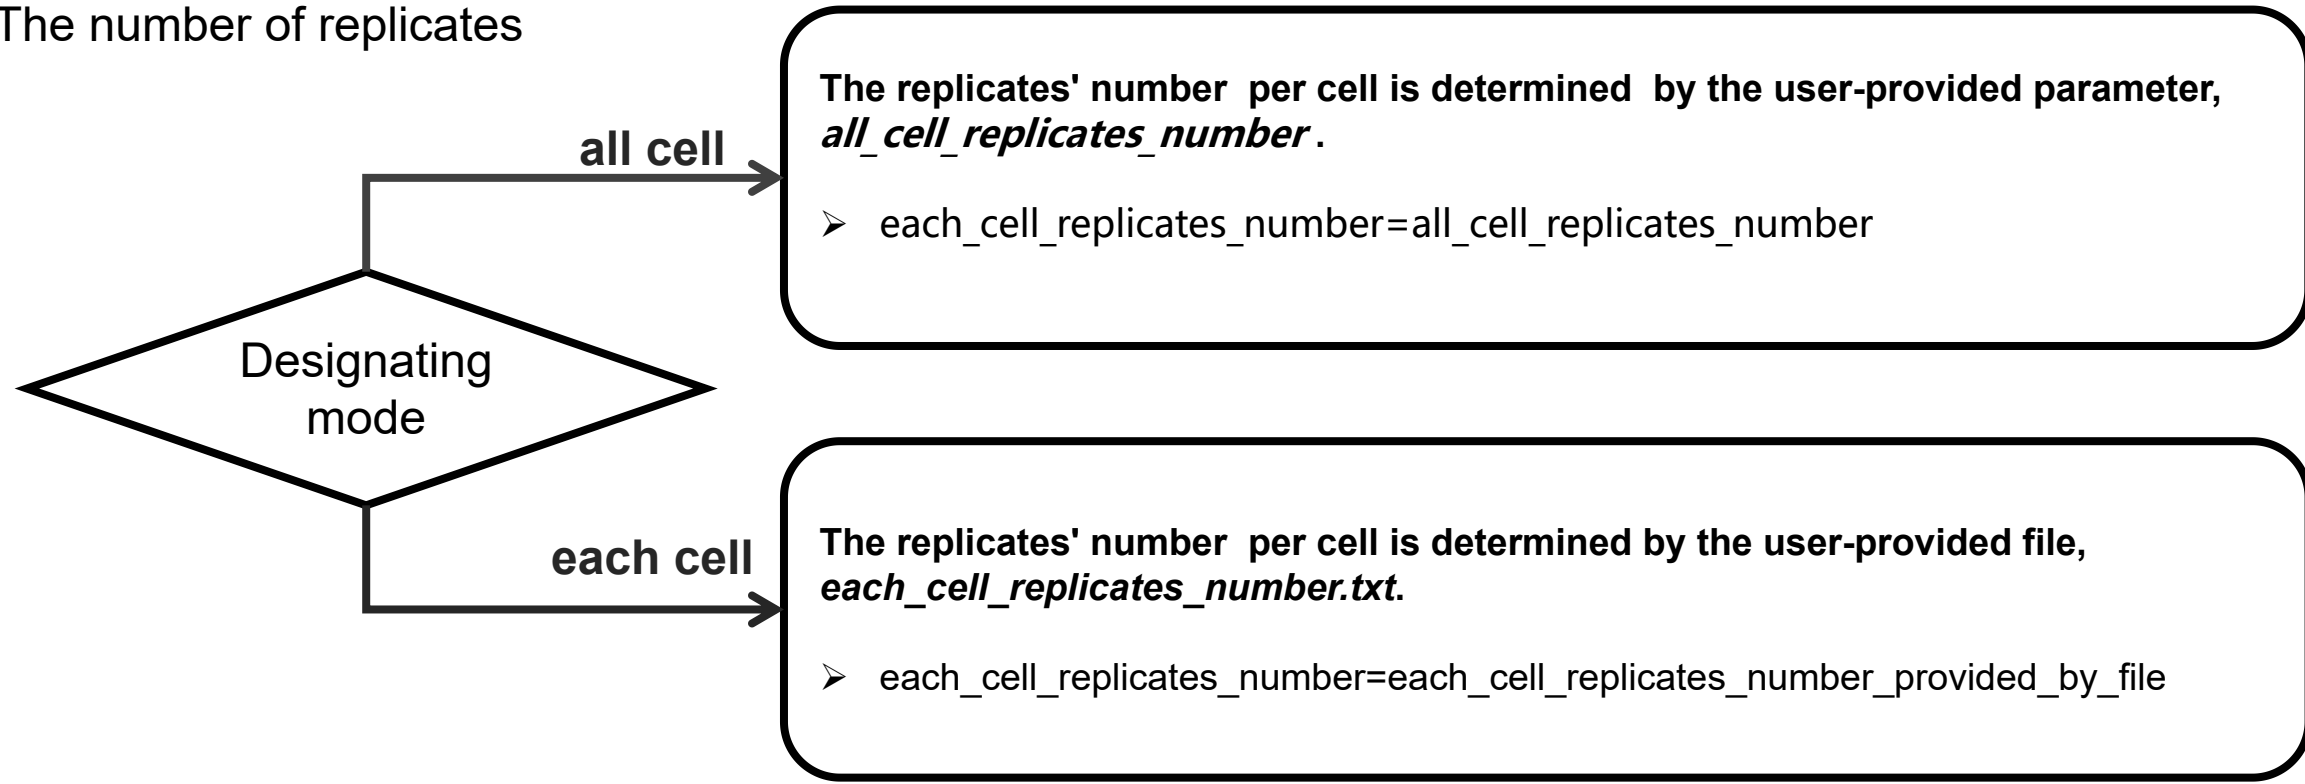 The number of replicates
The replicates' number  per cell is determined  by the user-provided parameter,
all_cell_replicates_number .
all cell
➢ each_cell_replicates_number=all_cell_replicates_number
Designating
mode
The replicates' number  per cell is determined by the user-provided file,
each_cell_replicates_number.txt.
each cell
➢ each_cell_replicates_number=each_cell_replicates_number_provided_by_file